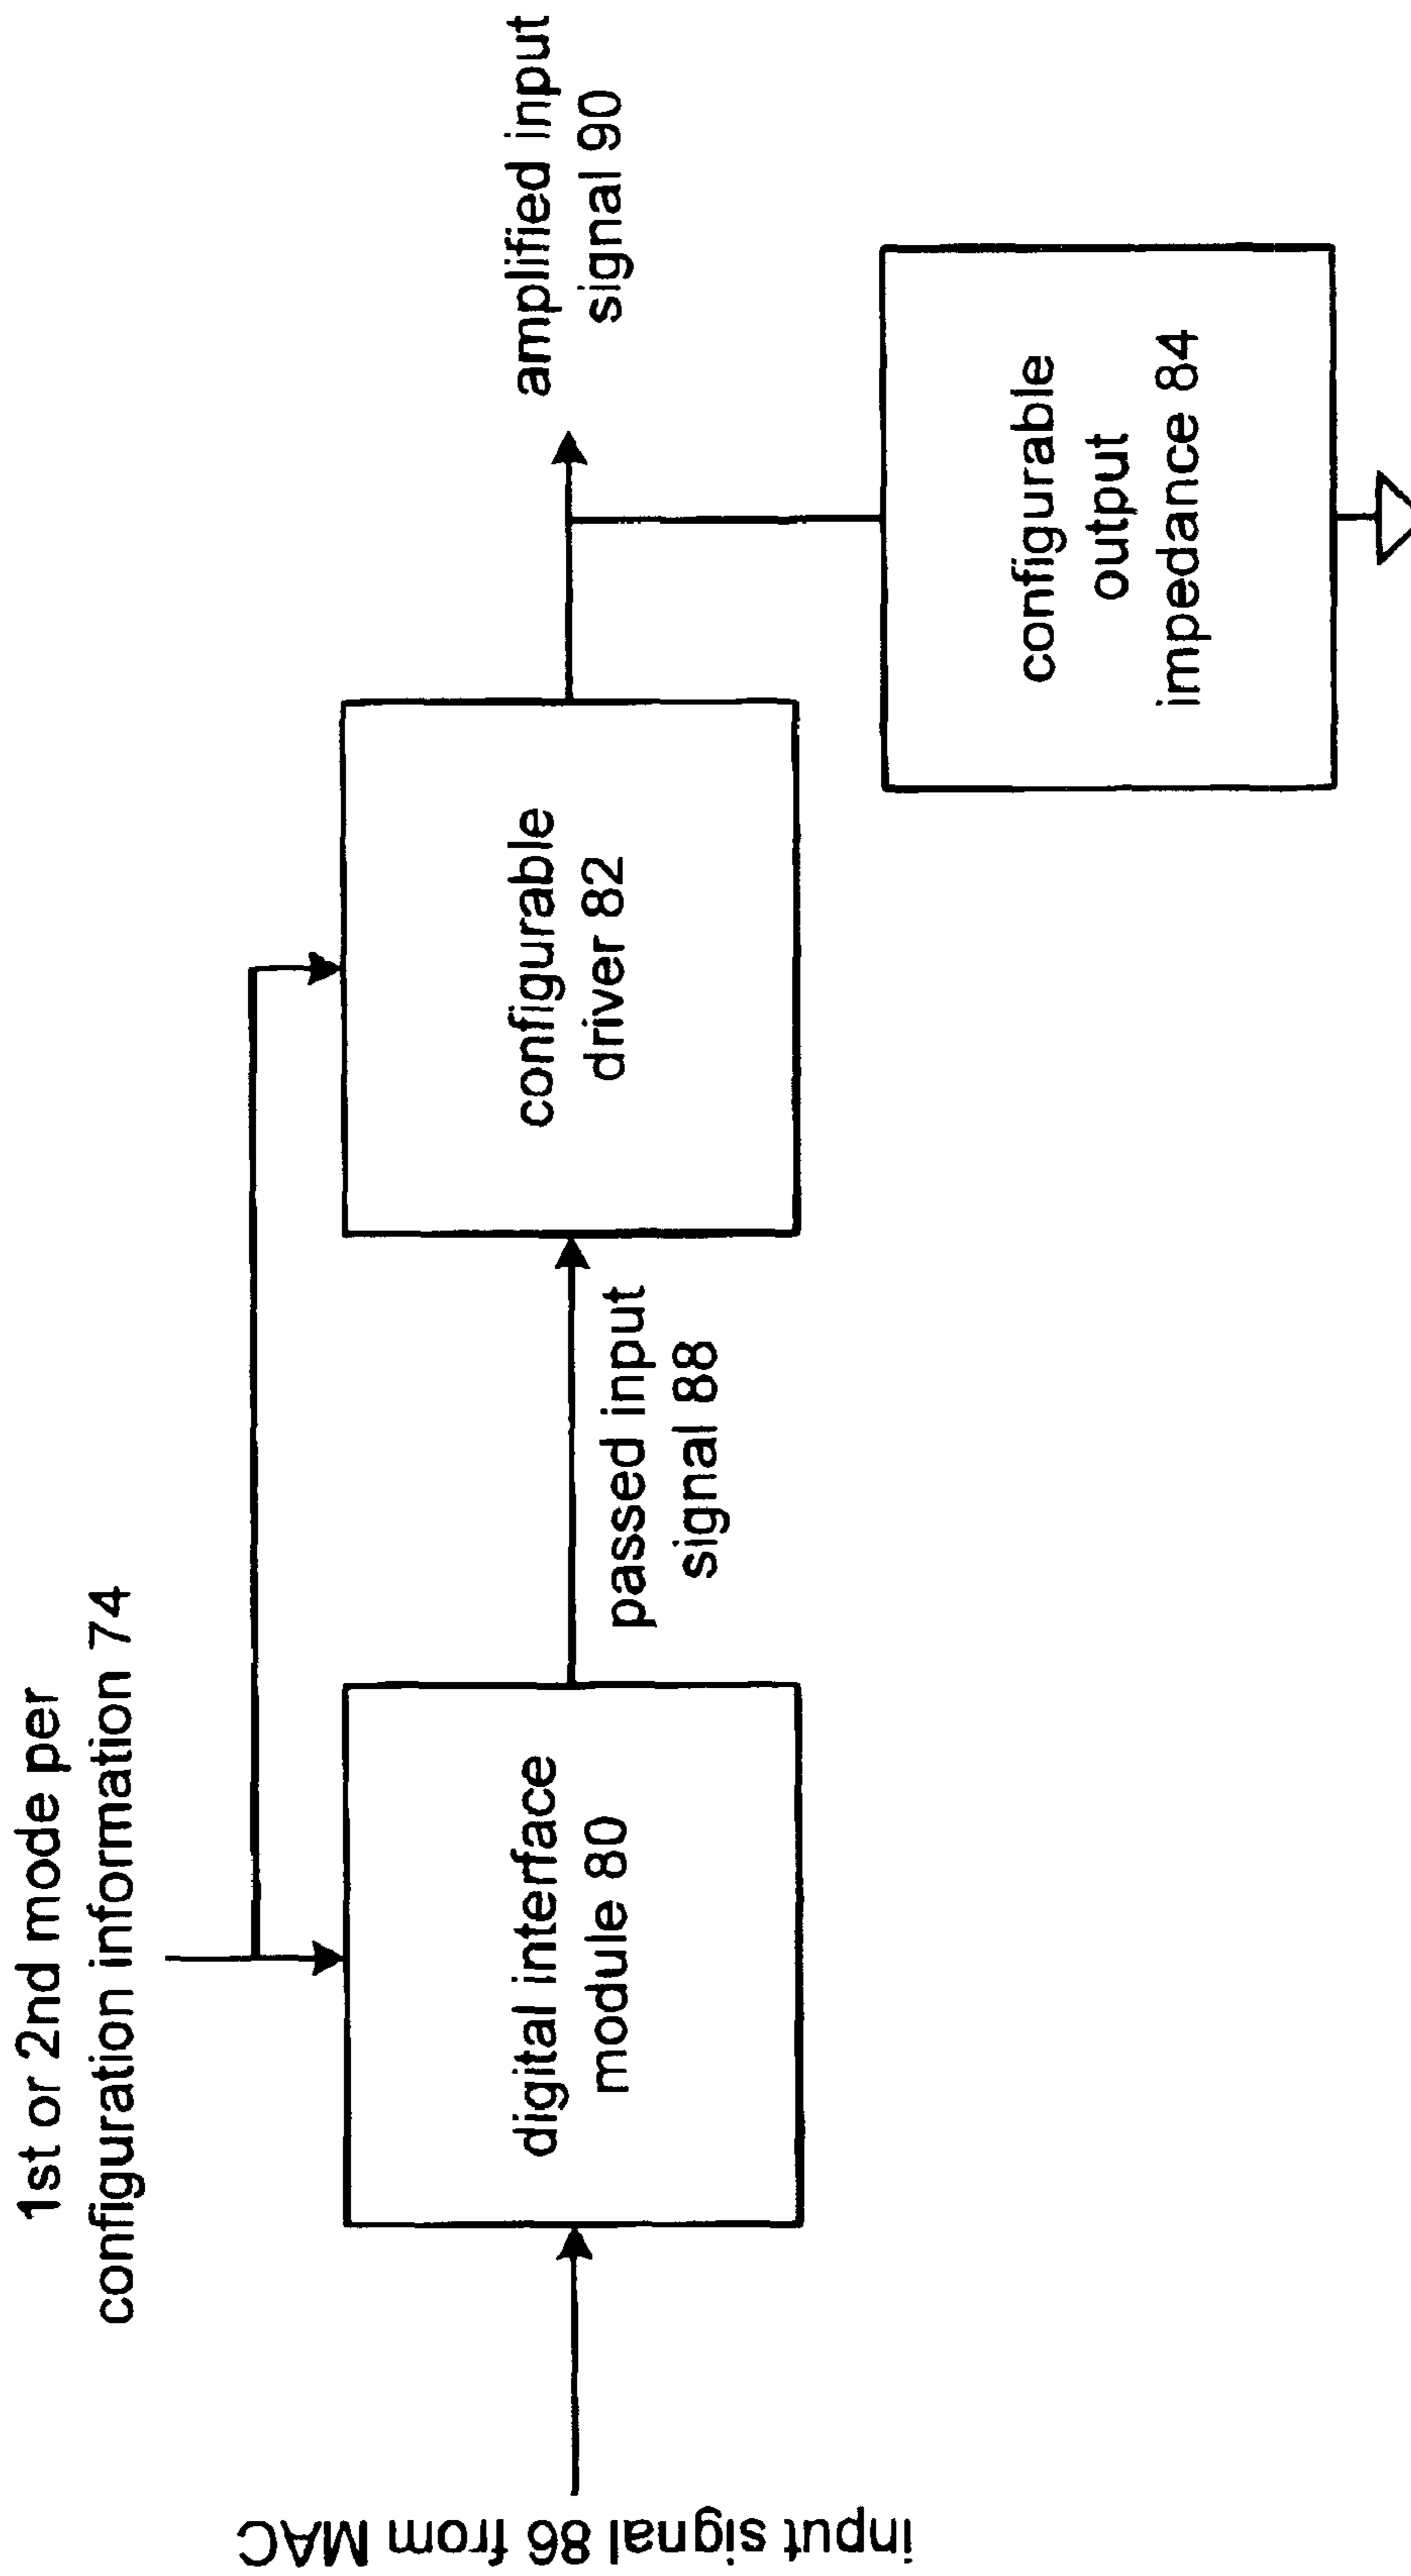 1st or 2nd mode per
configuration information 74
input signal 86 from MAC
digital interface
module 80
passed input
signal 88
configurable
driver 82
amplified input
signal 90
configurable
output
impedance 84